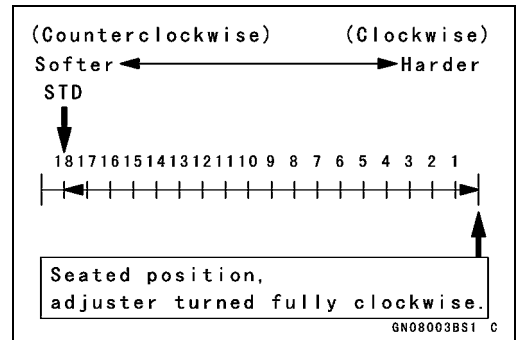 (Counterclockwise) (Clockwise)
Softer Harder
STD
18 17 16 15 14 13 12 11 10 9 8 7 6 5 4 3 2 1
Seated position,
adjuster turned fully clockwise.
GN08003BS1 C